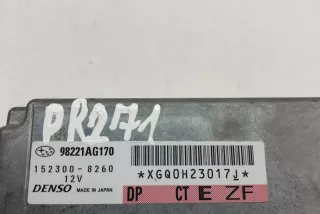 PR271
98221AG170
152300-8260
12V
DENSO MADE IN JAPAN
*XGQ0H23017J*
DP CT E ZF